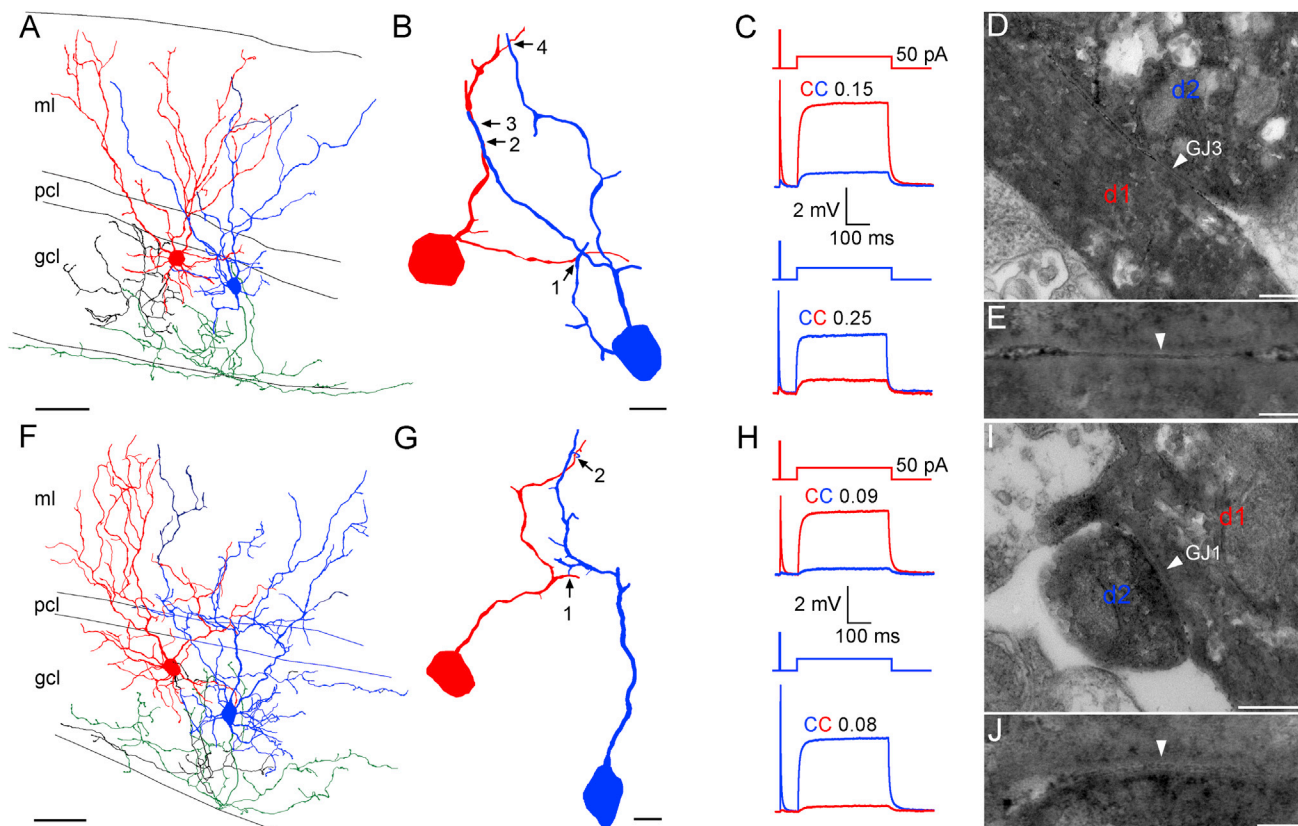 A
ml
pcl
gcl
B
4
3
2
1
C
50 pA
CC 0.15
2 mV
100 ms
CC 0.25
D
d2
GJ3
d1
E
F
ml
pcl
gcl
G
2
1
H
50 pA
CC 0.09
2 mV
100 ms
CC 0.08
I
d1
GJ1
d2
J